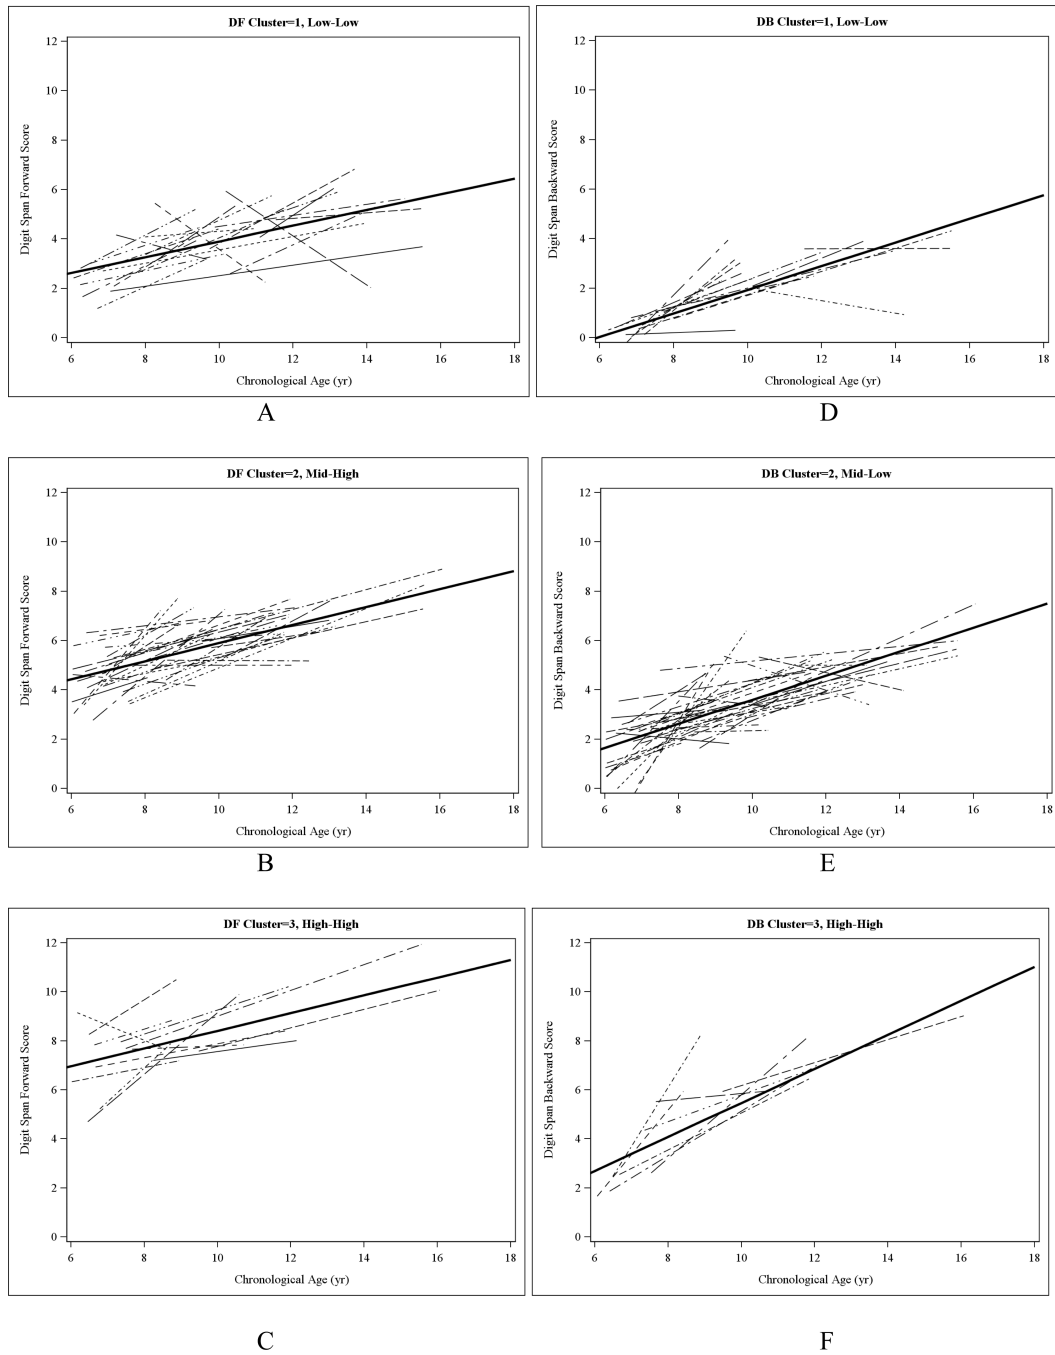 DF Cluster=1, Low-Low
12
10
8
6
4
2
0
Digit Span Forward Score
6 8 10 12 14 16 18
Chronological Age (yr)
A
DB Cluster=1, Low-Low
12
10
8
6
4
2
0
Digit Span Backward Score
6 8 10 12 14 16 18
Chronological Age (yr)
D
DF Cluster=2, Mid-High
12
10
8
6
4
2
0
Digit Span Forward Score
6 8 10 12 14 16 18
Chronological Age (yr)
B
DB Cluster=2, Mid-Low
12
10
8
6
4
2
0
Digit Span Backward Score
6 8 10 12 14 16 18
Chronological Age (yr)
E
DF Cluster=3, High-High
12
10
8
6
4
2
0
Digit Span Forward Score
6 8 10 12 14 16 18
Chronological Age (yr)
C
DB Cluster=3, High-High
12
10
8
6
4
2
0
Digit Span Backward Score
6 8 10 12 14 16 18
Chronological Age (yr)
F